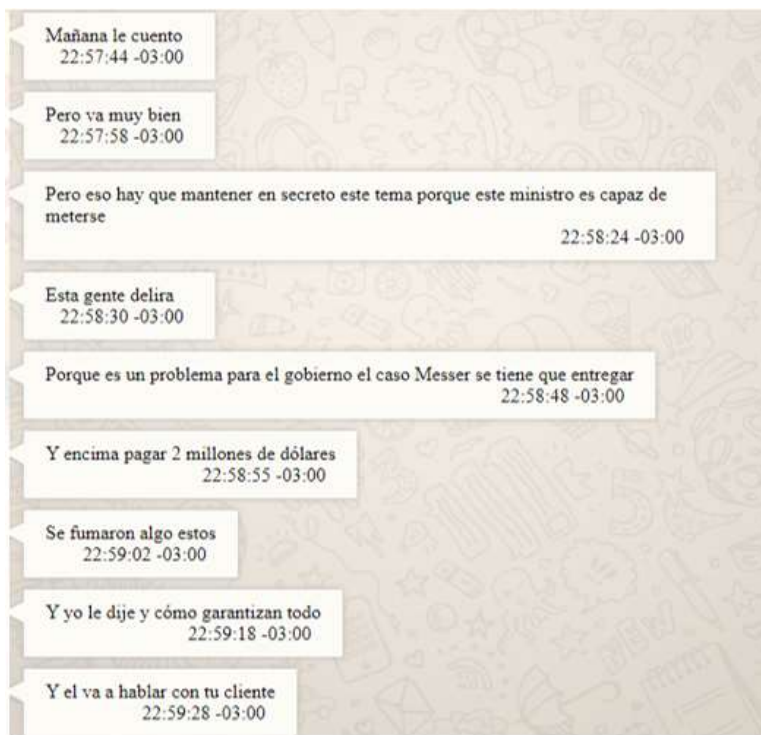 Mañana le cuento
22:57:44 -03:00
Pero va muy bien
22:57:58 -03:00
Pero eso hay que mantener en secreto este tema porque este ministro es capaz de
meterse
22:58:24 -03:00
Esta gente delira
22:58:30 -03:00
Porque es un problema para el gobierno el caso Messer se tiene que entregar
22:58:48 -03:00
Y encima pagar 2 millones de dólares
22:58:55 -03:00
Se fumaron algo estos
22:59:02 -03:00
Y yo le dije y cómo garantizan todo
22:59:18 -03:00
Y el va a hablar con tu cliente
22:59:28 -03:00